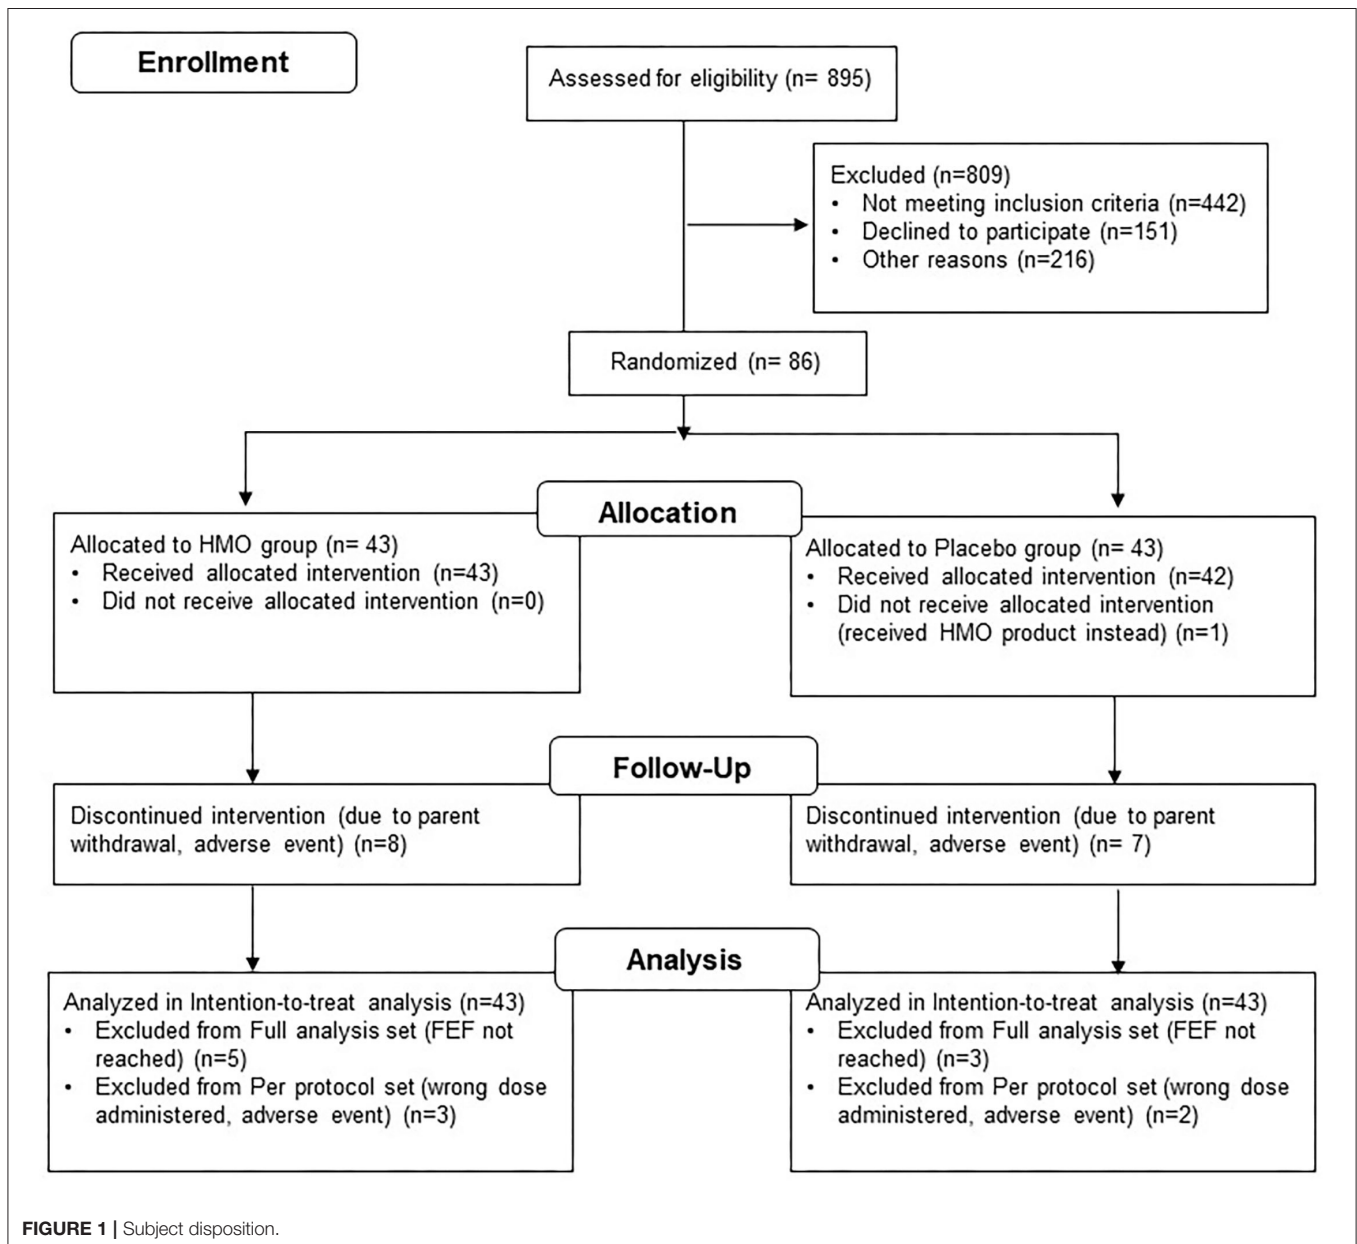 Enrollment
Assessed for eligibility (n= 895)
Excluded (n=809)
• Not meeting inclusion criteria (n=442)
• Declined to participate (n=151)
• Other reasons (n=216)
Randomized (n= 86)
Allocation
Allocated to HMO group (n= 43)
• Received allocated intervention (n=43)
• Did not receive allocated intervention (n=0)
Allocated to Placebo group (n= 43)
• Received allocated intervention (n=42)
• Did not receive allocated intervention
(received HMO product instead) (n=1)
Follow-Up
Discontinued intervention (due to parent
withdrawal, adverse event) (n=8)
Discontinued intervention (due to parent
withdrawal, adverse event) (n= 7)
Analysis
Analyzed in Intention-to-treat analysis (n=43)
• Excluded from Full analysis set (FEF not
reached) (n=5)
• Excluded from Per protocol set (wrong dose
administered, adverse event) (n=3)
Analyzed in Intention-to-treat analysis (n=43)
• Excluded from Full analysis set (FEF not
reached) (n=3)
• Excluded from Per protocol set (wrong dose
administered, adverse event) (n=2)
FIGURE 1 | Subject disposition.